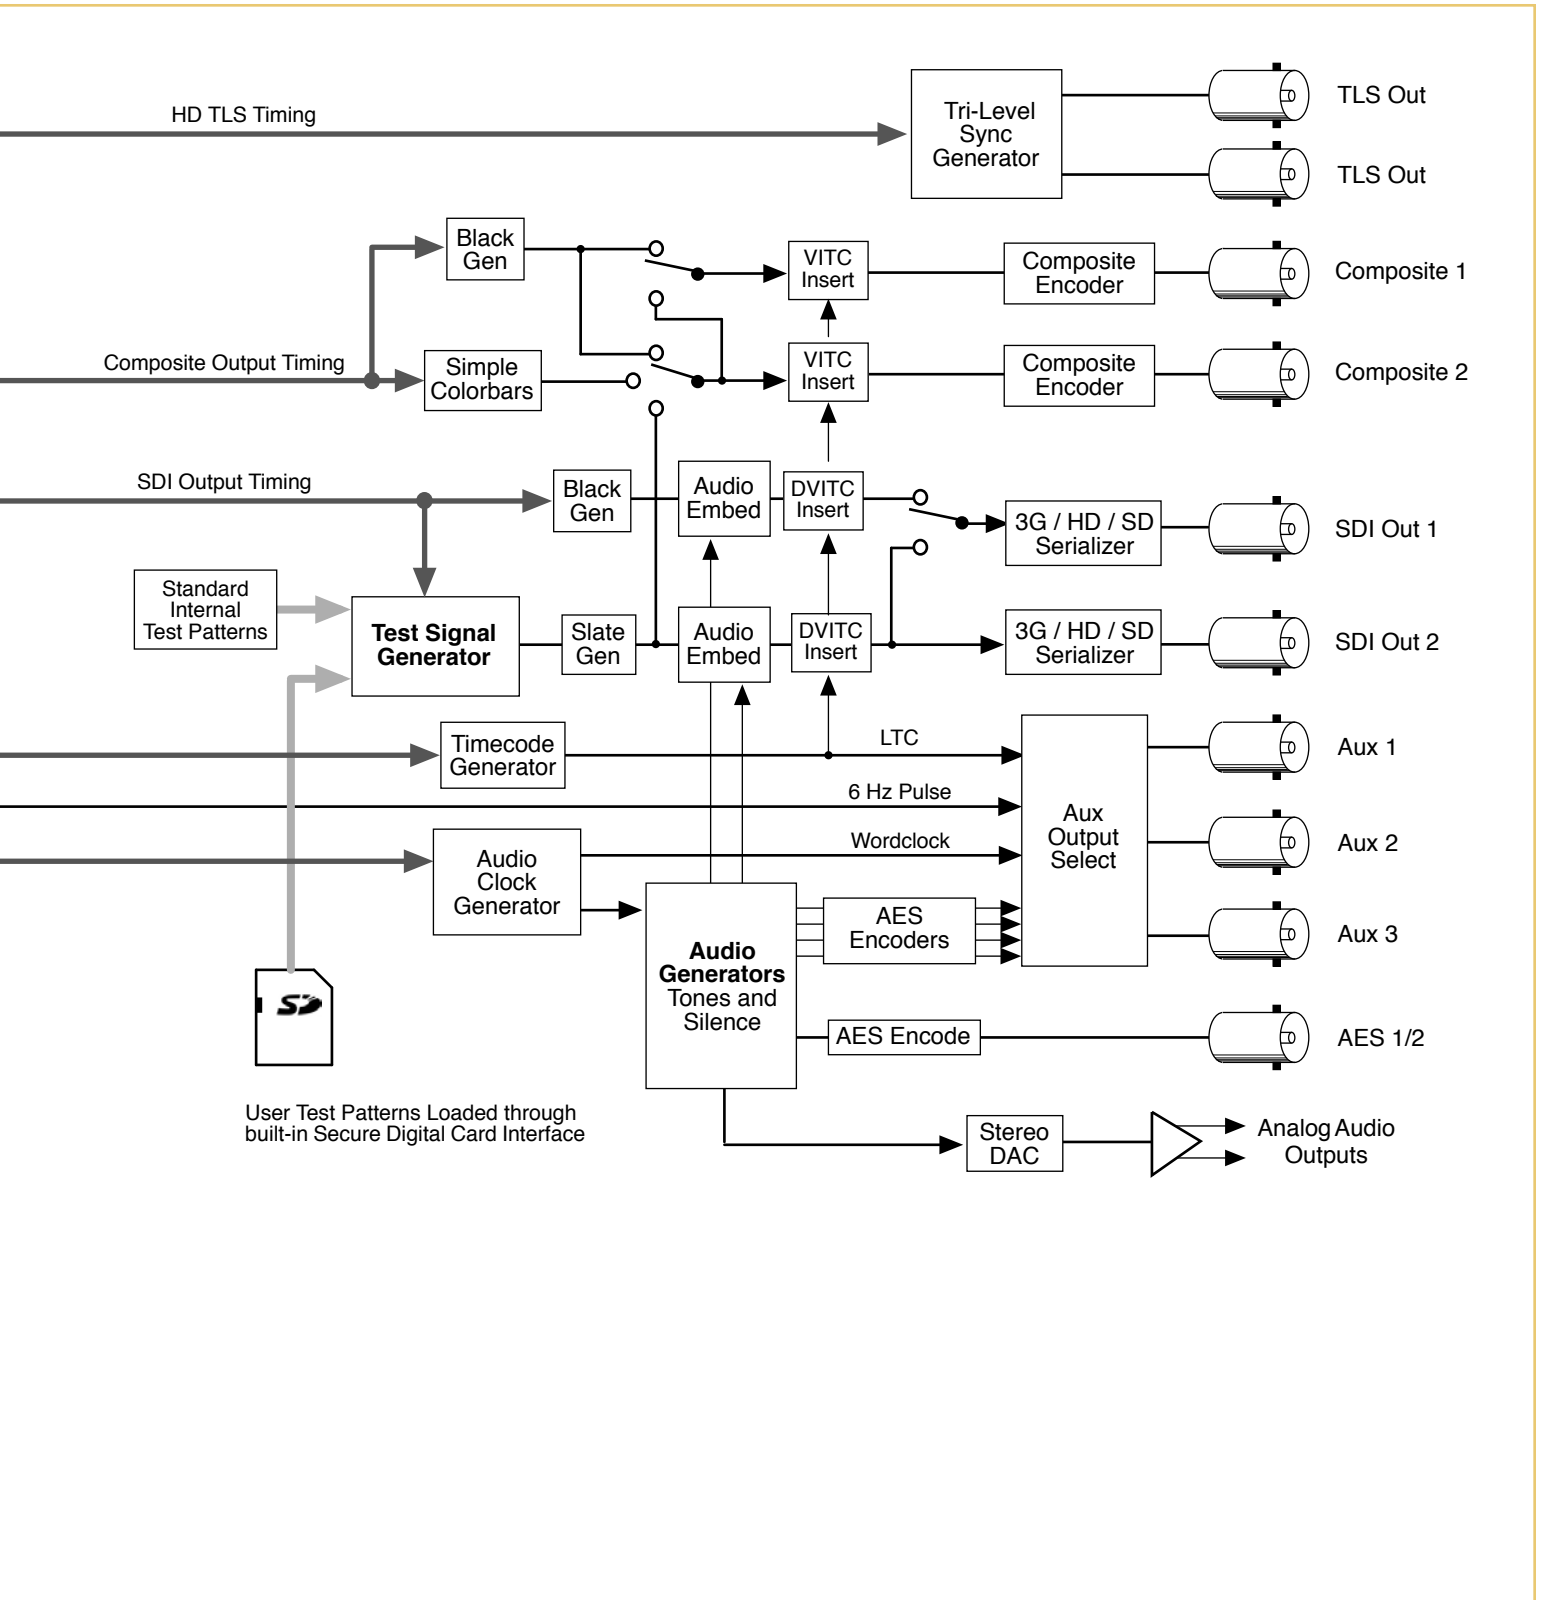 TLS Out
HD TLS Timing
Tri-Level
Sync
Generator
TLS Out
Black
Gen
VITC
Insert
Composite
Encoder
Composite 1
Composite Output Timing
Simple
Colorbars
VITC
Insert
Composite
Encoder
Composite 2
SDI Output Timing
Black
Gen
Audio
Embed
DVITC
Insert
3G / HD / SD
Serializer
SDI Out 1
Standard
Internal
Test Patterns
Test Signal
Generator
Slate
Gen
Audio
Embed
DVITC
Insert
3G / HD / SD
Serializer
SDI Out 2
Timecode
Generator
LTC
Aux 1
6 Hz Pulse
Aux
Output
Select
Wordclock
Aux 2
Audio
Clock
Generator
AES
Encoders
Aux 3
Audio
Generators
Tones and
Silence
SD
AES Encode
AES 1/2
User Test Patterns Loaded through
built-in Secure Digital Card Interface
Stereo
DAC
Analog Audio
Outputs